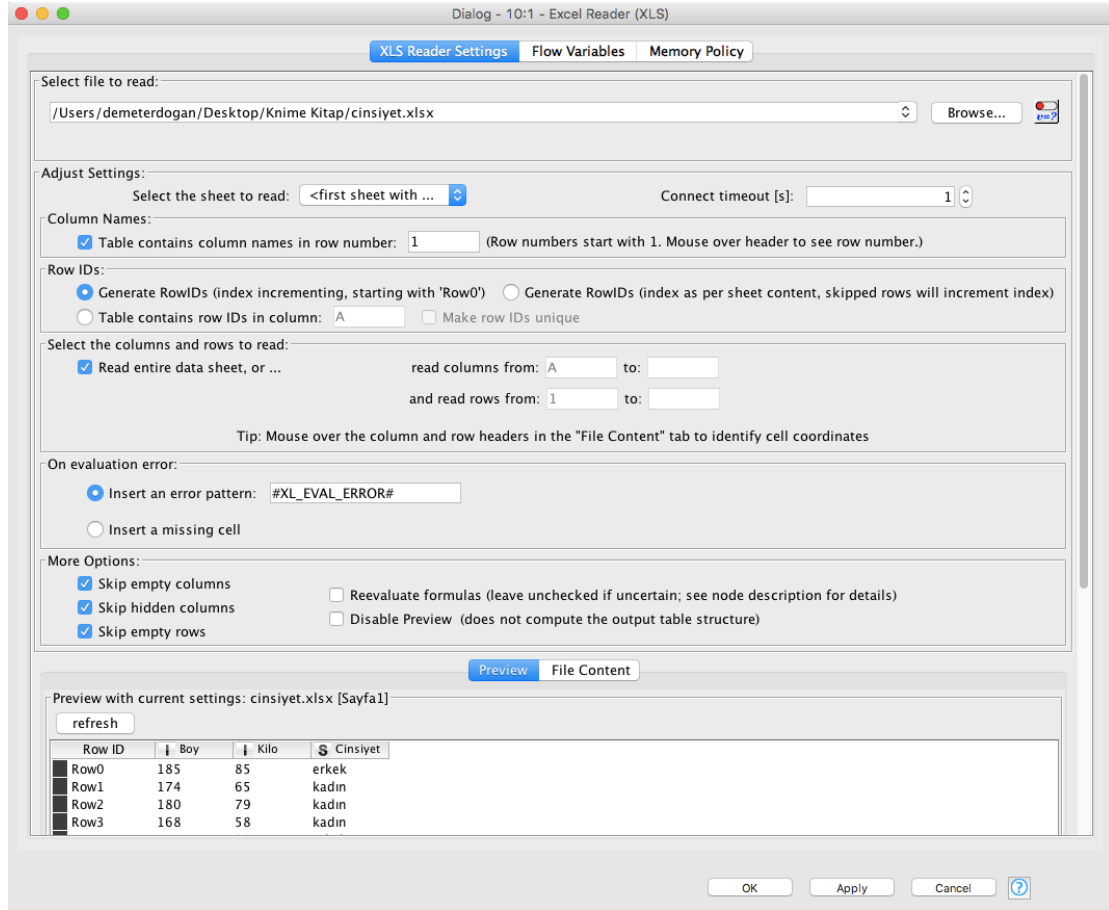 Dialog - 10:1 - Excel Reader (XLS)
XLS Reader Settings Flow Variables Memory Policy
Select file to read:
/Users/demeterdogan/Desktop/Knime Kitap/cinsiyet.xlsx Browse... v=?
Adjust Settings:
Select the sheet to read: <first sheet with ... Connect timeout [s]: 1
Column Names:
Table contains column names in row number: 1 (Row numbers start with 1. Mouse over header to see row number.)
Row IDs:
Generate RowIDs (index incrementing, starting with 'Row0') Generate RowIDs (index as per sheet content, skipped rows will increment index)
Table contains row IDs in column: A Make row IDs unique
Select the columns and rows to read:
Read entire data sheet, or ... read columns from: A to:
and read rows from: 1 to:
Tip: Mouse over the column and row headers in the "File Content" tab to identify cell coordinates
On evaluation error:
Insert an error pattern: #XL_EVAL_ERROR#
Insert a missing cell
More Options:
Skip empty columns
Reevaluate formulas (leave unchecked if uncertain; see node description for details)
Skip hidden columns
Disable Preview (does not compute the output table structure)
Skip empty rows
Preview File Content
Preview with current settings: cinsiyet.xlsx [Sayfa1]
refresh
Row ID I Boy I Kilo S Cinsiyet
Row0 185 85 erkek
Row1 174 65 kadın
Row2 180 79 kadın
Row3 168 58 kadın
OK Apply Cancel ?